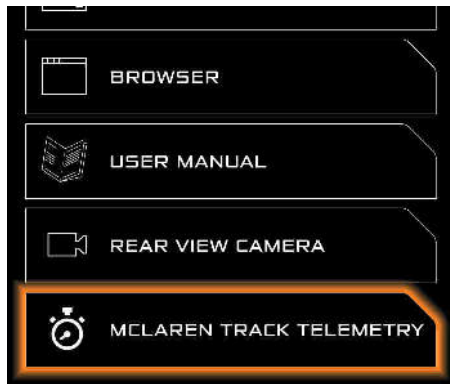 BROWSER
USER MANUAL
REAR VIEW CAMERA
MCLAREN TRACK TELEMETRY